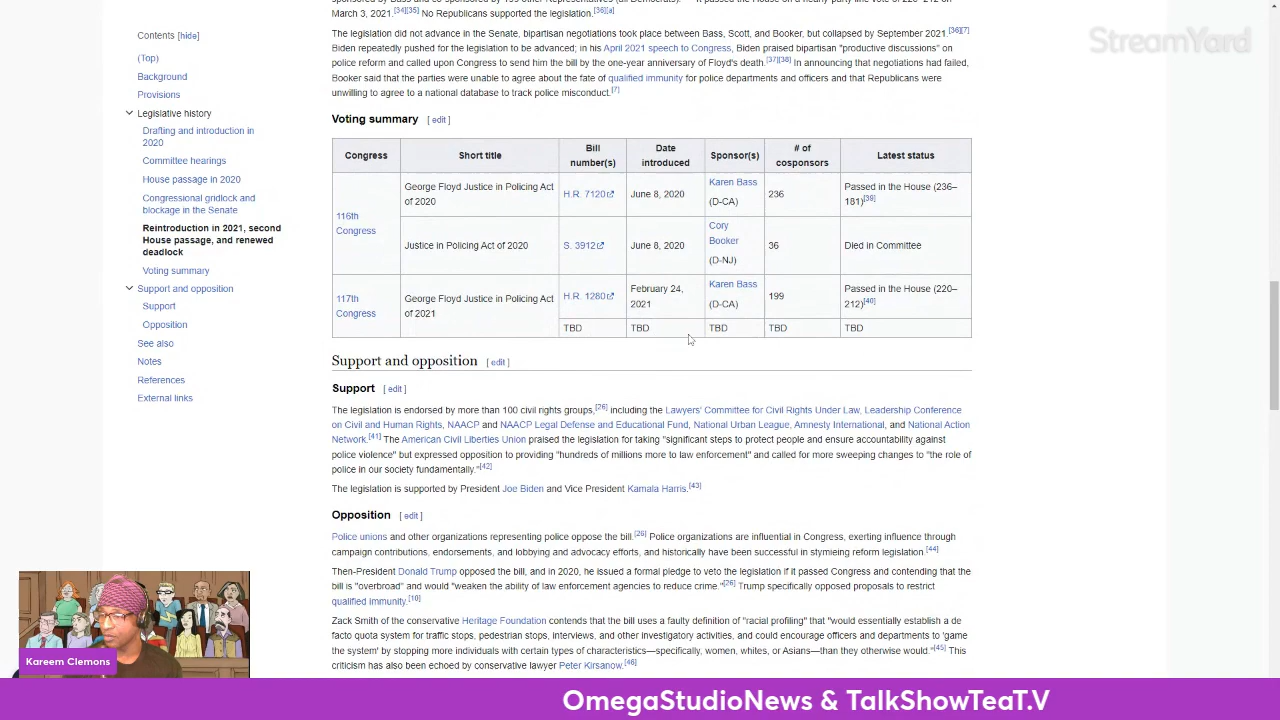 March 3, 2021.[34][35] No Republicans supported the legislation.[36][a]
StreamYard
Contents [hide]
(Top)
Background
Provisions
Legislative history
Drafting and introduction in
2020
Committee hearings
House passage in 2020
Congressional gridlock and
blockage in the Senate
Reintroduction in 2021, second
House passage, and renewed
deadlock
Voting summary
Support and opposition
Support
Opposition
See also
Notes
References
External links
The legislation did not advance in the Senate, bipartisan negotiations took place between Bass, Scott, and Booker, but collapsed by September 2021.[36][7]
Biden repeatedly pushed for the legislation to be advanced; in his April 2021 speech to Congress, Biden praised bipartisan "productive discussions" on
police reform and called upon Congress to send him the bill by the one-year anniversary of Floyd's death.[37][38] In announcing that negotiations had failed,
Booker said that the parties were unable to agree about the fate of qualified immunity for police departments and officers and that Republicans were
unwilling to agree to a national database to track police misconduct.[7]
Voting summary [ edit ]
Congress Short title Bill number(s) Date introduced Sponsor(s) # of cosponsors Latest status
116th Congress George Floyd Justice in Policing Act of 2020 H.R. 7120 June 8, 2020 Karen Bass (D-CA) 236 Passed in the House (236–181)[39]
Justice in Policing Act of 2020 S. 3912 June 8, 2020 Cory Booker (D-NJ) 36 Died in Committee
117th Congress George Floyd Justice in Policing Act of 2021 H.R. 1280 February 24, 2021 Karen Bass (D-CA) 199 Passed in the House (220–212)[40]
TBD TBD TBD TBD TBD
Support and opposition [ edit ]
Support [ edit ]
The legislation is endorsed by more than 100 civil rights groups,[26] including the Lawyers' Committee for Civil Rights Under Law, Leadership Conference
on Civil and Human Rights, NAACP and NAACP Legal Defense and Educational Fund, National Urban League, Amnesty International, and National Action
Network.[41] The American Civil Liberties Union praised the legislation for taking "significant steps to protect people and ensure accountability against
police violence" but expressed opposition to providing "hundreds of millions more to law enforcement" and called for more sweeping changes to "the role of
police in our society fundamentally."[42]
The legislation is supported by President Joe Biden and Vice President Kamala Harris.[43]
Opposition [ edit ]
Police unions and other organizations representing police oppose the bill.[26] Police organizations are influential in Congress, exerting influence through
campaign contributions, endorsements, and lobbying and advocacy efforts, and historically have been successful in stymieing reform legislation.[44]
Then-President Donald Trump opposed the bill, and in 2020, he issued a formal pledge to veto the legislation if it passed Congress and contending that the
bill is "overbroad" and would "weaken the ability of law enforcement agencies to reduce crime."[26] Trump specifically opposed proposals to restrict
qualified immunity.[10]
Zack Smith of the conservative Heritage Foundation contends that the bill uses a faulty definition of "racial profiling" that "would essentially establish a de
facto quota system for traffic stops, pedestrian stops, interviews, and other investigatory activities, and could encourage officers and departments to 'game
the system' by stopping more individuals with certain types of characteristics—specifically, women, whites, or Asians—than they otherwise would."[45] This
criticism has also been echoed by conservative lawyer Peter Kirsanow.[46]
Kareem Clemons
OmegaStudioNews & TalkShowTeaT.V